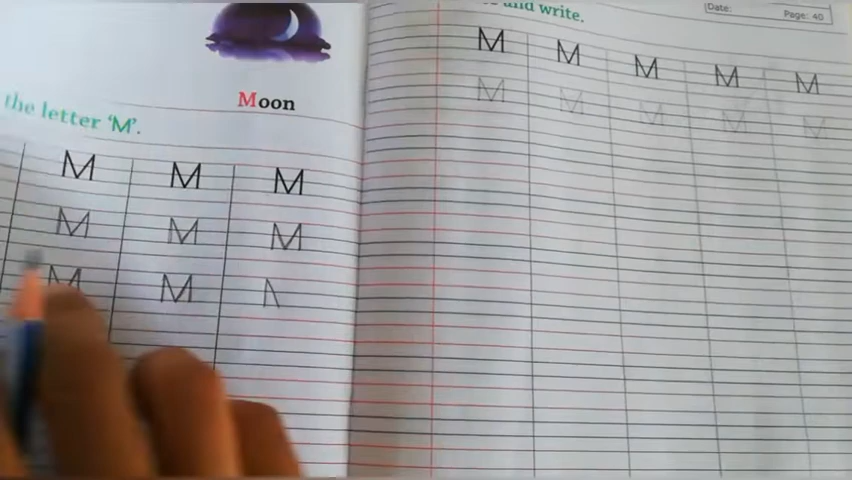 Moon
the letter 'M'.
M M M
M M M
M M
and write.
Date:
Page: 40
M M M M M
M M M M M